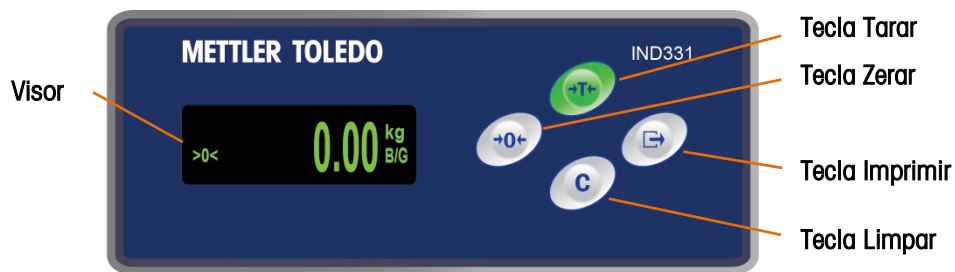 Tecla Tarar
METTLER TOLEDO
IND331
→T←
Tecla Zerar
Visor
>0<
0.00 kg
B/G
→0←
Tecla Imprimir
C
Tecla Limpar